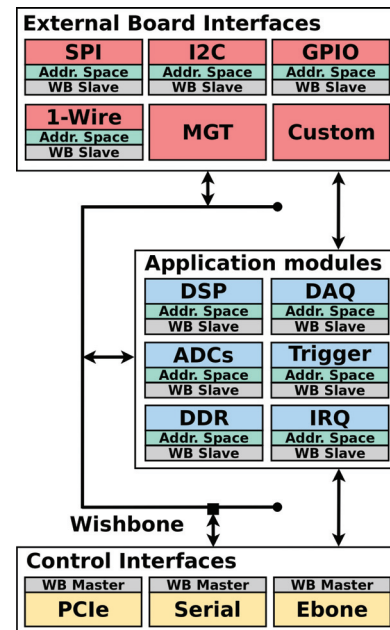 External Board Interfaces
SPI I2C GPIO
Addr. Space Addr. Space Addr. Space
WB Slave WB Slave WB Slave
1-Wire MGT Custom
Addr. Space
WB Slave
Application modules
DSP DAQ
Addr. Space Addr. Space
WB Slave WB Slave
ADCs Trigger
Addr. Space Addr. Space
WB Slave WB Slave
DDR IRQ
Addr. Space Addr. Space
WB Slave WB Slave
Wishbone
Control Interfaces
WB Master WB Master WB Master
PCIe Serial Ebone